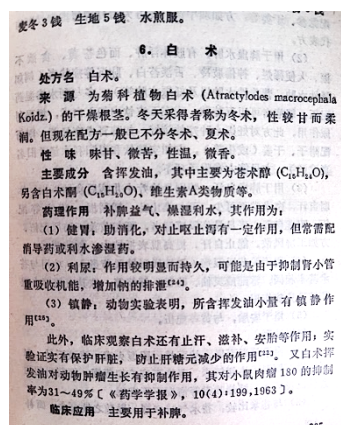 麦冬3钱 生地5钱 水煎服。
6. 白术
处方名 白术。
来源 为菊科植物白术(Atractylodes macrocephala
Koidz.)的干燥根茎。冬天采得者称为冬术，性较甘而柔
润。但现在配方一般已不分冬术、夏术。
性味 味甘、微苦，性温，微香。
主要成分 含挥发油，其中主要为苍术醇
另含白术酮 维生素A类物质等。
药理作用 补脾益气、燥湿利水，其作用为：
(1) 健胃，助消化，对止呕止泻有一定作用，但常需配
消导药或利水渗湿药。
(2) 利尿，作用较明显而持久，可能是由于抑制肾小管
重吸收机能，增加钠的排泄[24]。
(3) 镇静，动物实验表明，所含挥发油小量有镇静作
用[25]。
此外，临床观察白术还有止汗、滋补、安胎等作用；实
验证实有保护肝脏，防止肝糖元减少的作用[22]。又白术挥
发油对动物肿瘤生长有抑制作用，其对小鼠肉瘤180的抑制
率为31～49%〔《药学学报》，10(4)：199,1963〕。
临床应用 主要用于补脾。